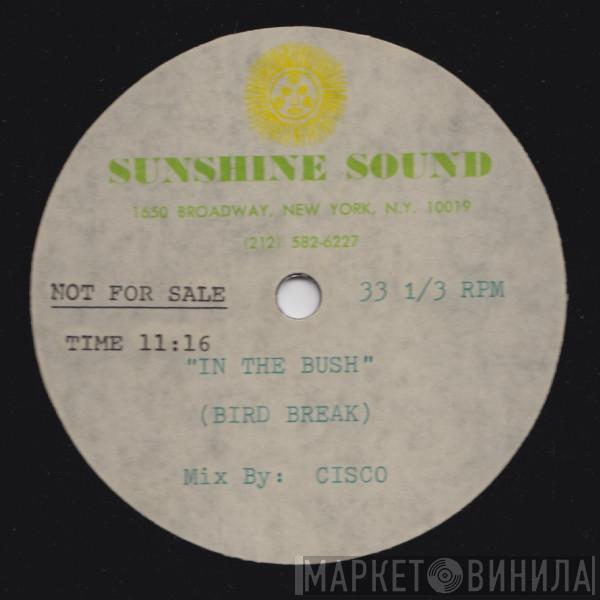 SUNSHINE SOUND
1650 BROADWAY, NEW YORK, N.Y. 10019
(212) 582-6227
NOT FOR SALE
33 1/3 RPM
TIME 11:16
"IN THE BUSH"
(BIRD BREAK)
Mix By: CISCO
МАРКЕТ ВИНИЛА